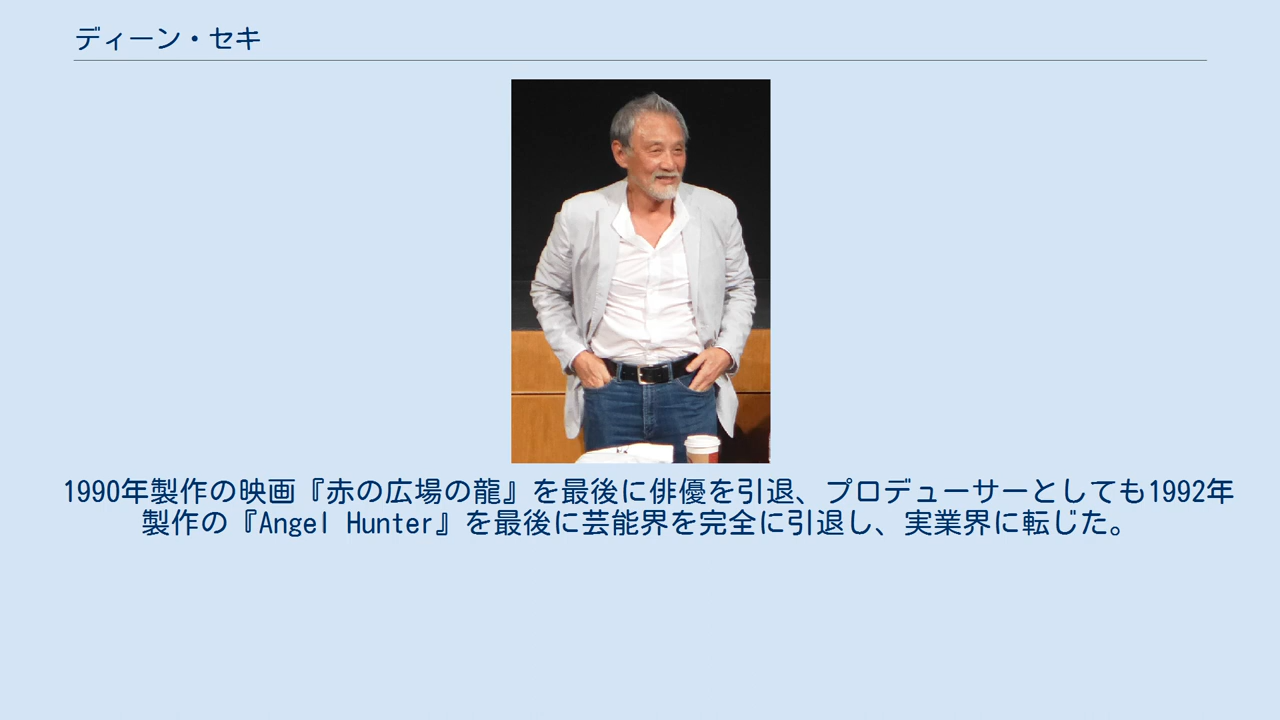 ディーン・セキ
1990年製作の映画『赤の広場の龍』を最後に俳優を引退、プロデューサーとしても1992年
製作の『Angel Hunter』を最後に芸能界を完全に引退し、実業界に転じた。